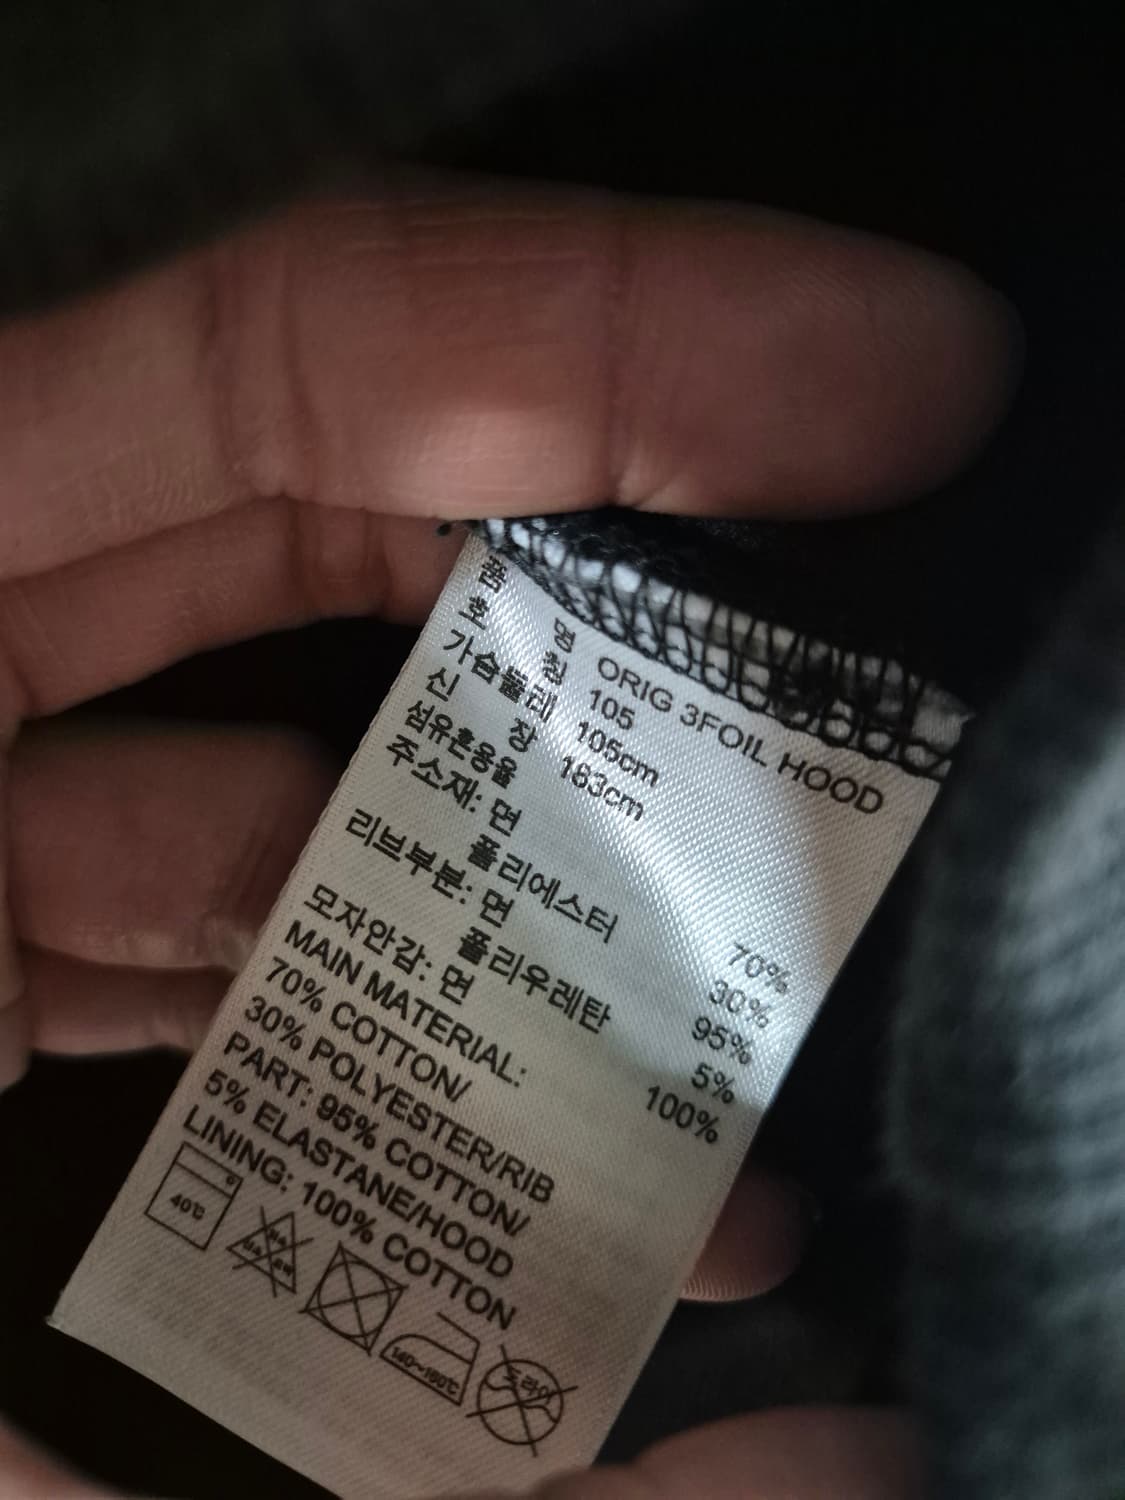 품 명 ORIG 3FOIL HOOD
호 칭 105
가슴둘레 105cm
신 장 183cm
섬유혼용율
주소재: 면 70%
폴리에스터 30%
리브부분: 면 95%
폴리우레탄 5%
모자안감: 면 100%
MAIN MATERIAL:
70% COTTON/
30% POLYESTER/RIB
PART: 95% COTTON/
5% ELASTANE/HOOD
LINING: 100% COTTON
40℃
140~160℃
드라이